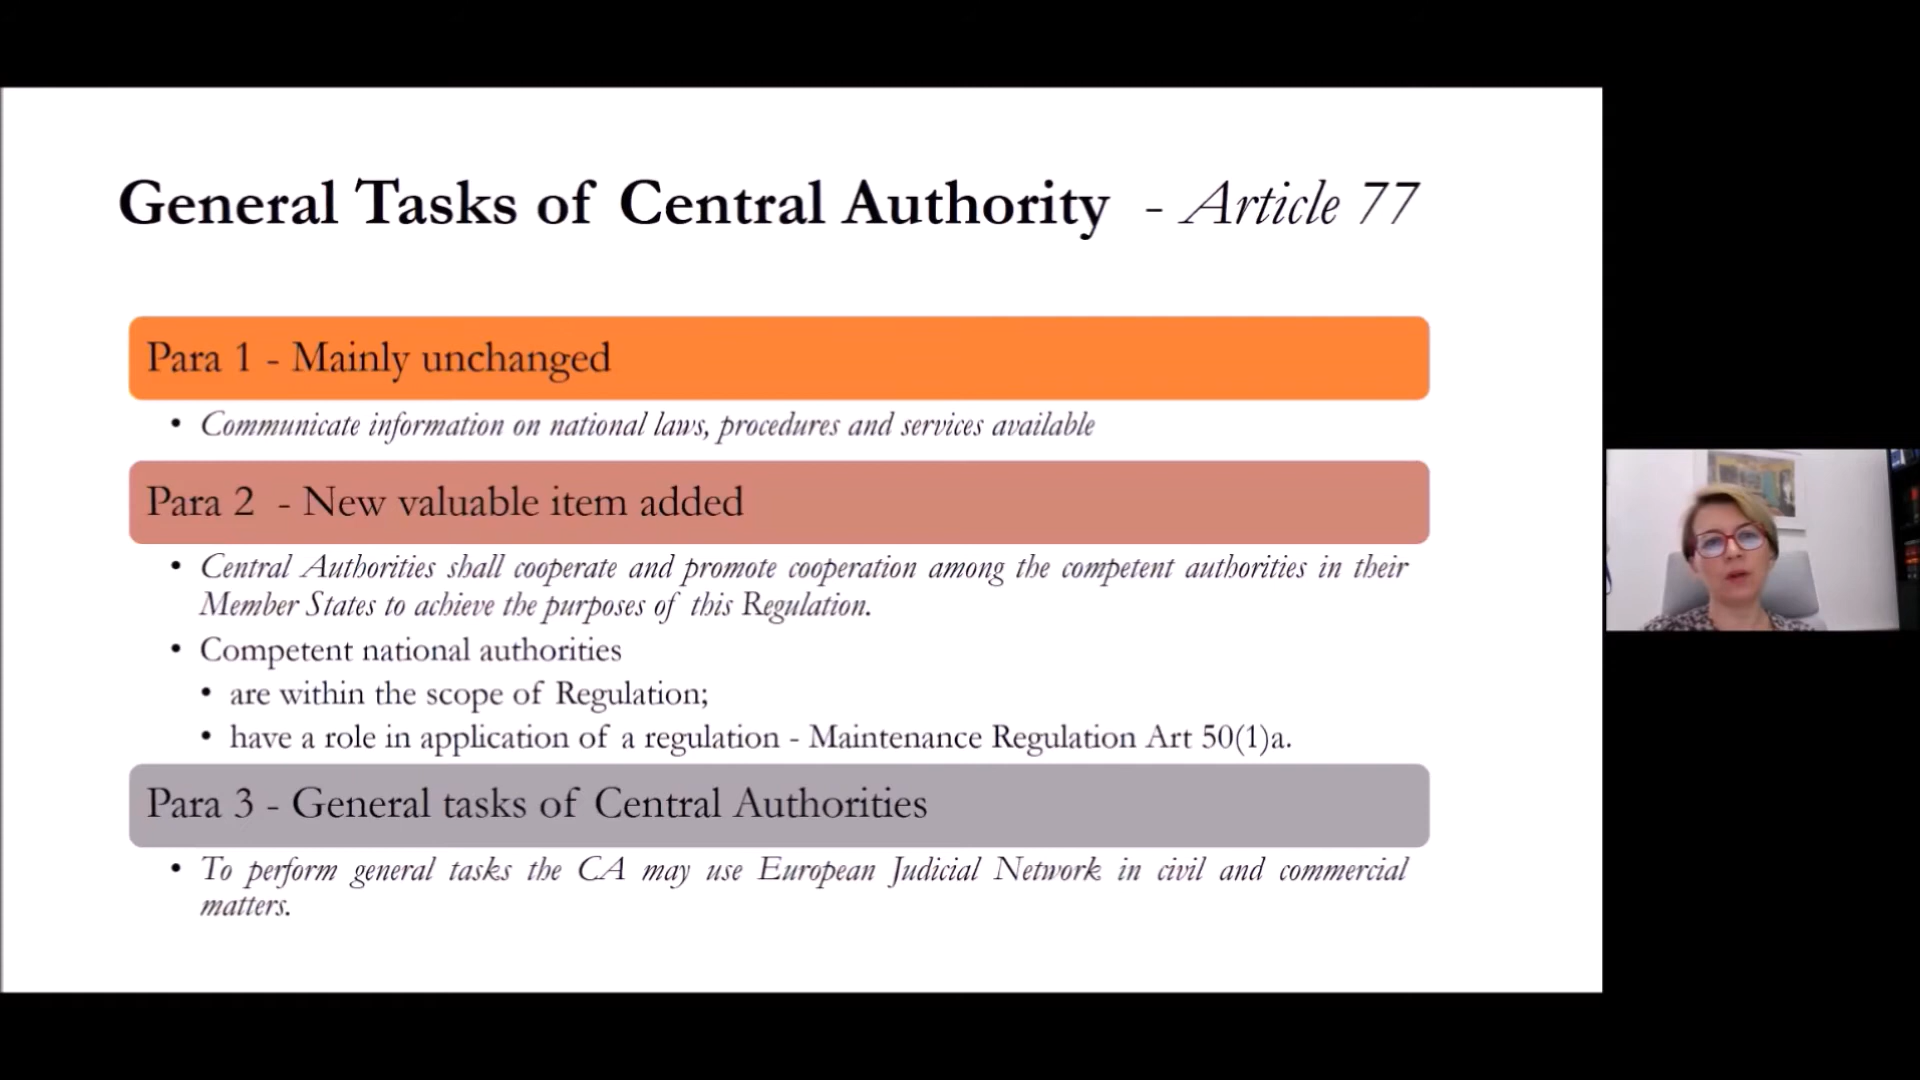 General Tasks of Central Authority - Article 77
Para 1 - Mainly unchanged
• Communicate information on national laws, procedures and services available
Para 2 - New valuable item added
• Central Authorities shall cooperate and promote cooperation among the competent authorities in their
Member States to achieve the purposes of this Regulation.
• Competent national authorities
• are within the scope of Regulation;
• have a role in application of a regulation - Maintenance Regulation Art 50(1)a.
Para 3 - General tasks of Central Authorities
• To perform general tasks the CA may use European Judicial Network in civil and commercial
matters.